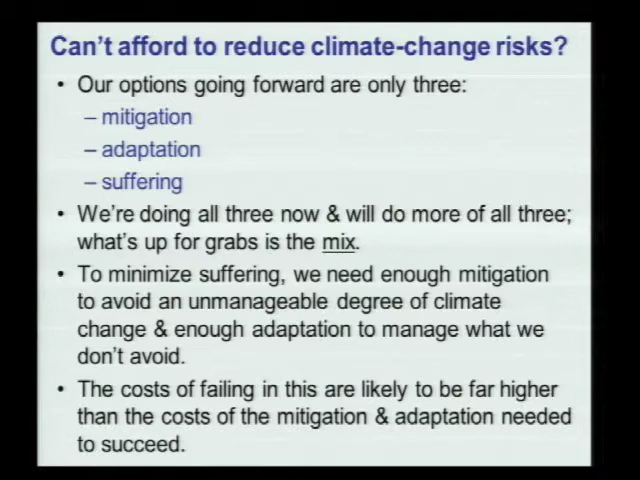 Can't afford to reduce climate-change risks?
• Our options going forward are only three:
– mitigation
– adaptation
– suffering
• We're doing all three now & will do more of all three;
what's up for grabs is the mix.
• To minimize suffering, we need enough mitigation
to avoid an unmanageable degree of climate
change & enough adaptation to manage what we
don't avoid.
• The costs of failing in this are likely to be far higher
than the costs of the mitigation & adaptation needed
to succeed.